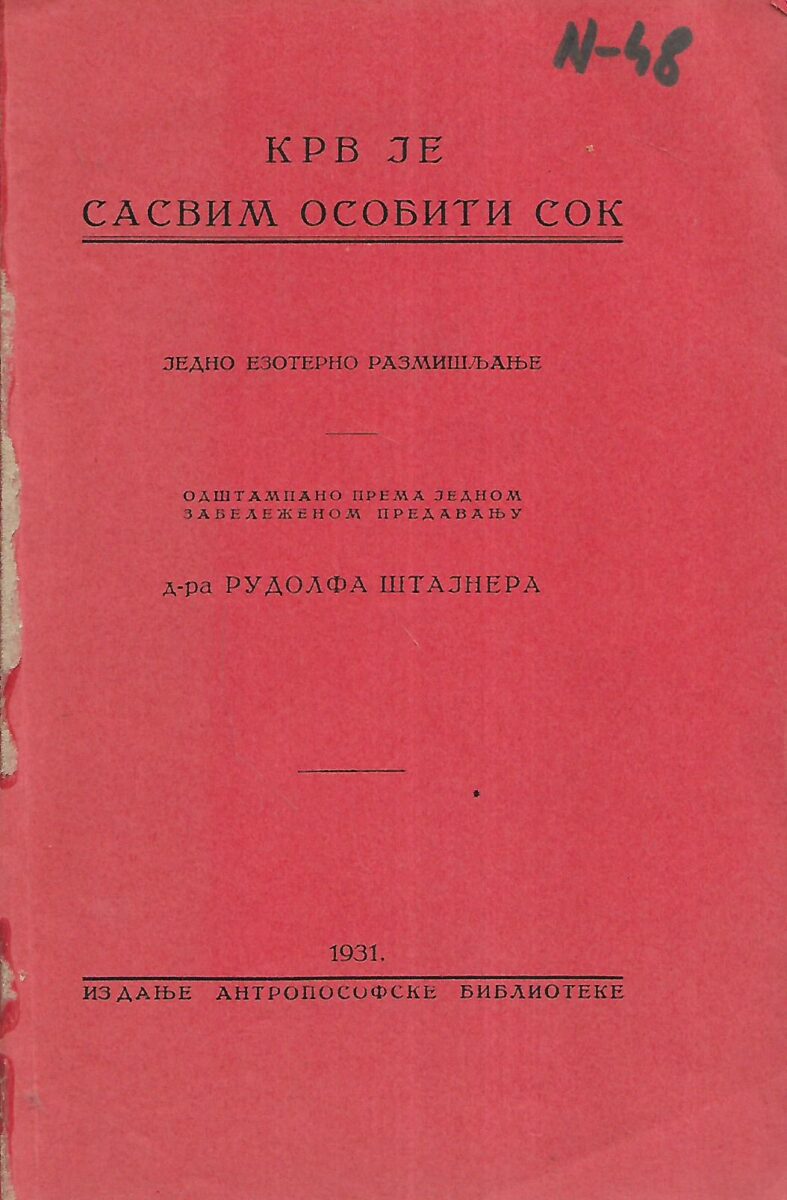 N-48
КРВ ЈЕ
САСВИМ ОСОБИТИ СОК
ЈЕДНО ЕЗОТЕРНО РАЗМИШЉАЊЕ
ОДШТАМПАНО ПРЕМА ЈЕДНОМ
ЗАБЕЛЕЖЕНОМ ПРЕДАВАЊУ
д-ра РУДОЛФА ШТАЈНЕРА
1931.
ИЗДАЊЕ АНТРОПОСОФСКЕ БИБЛИОТЕКЕ